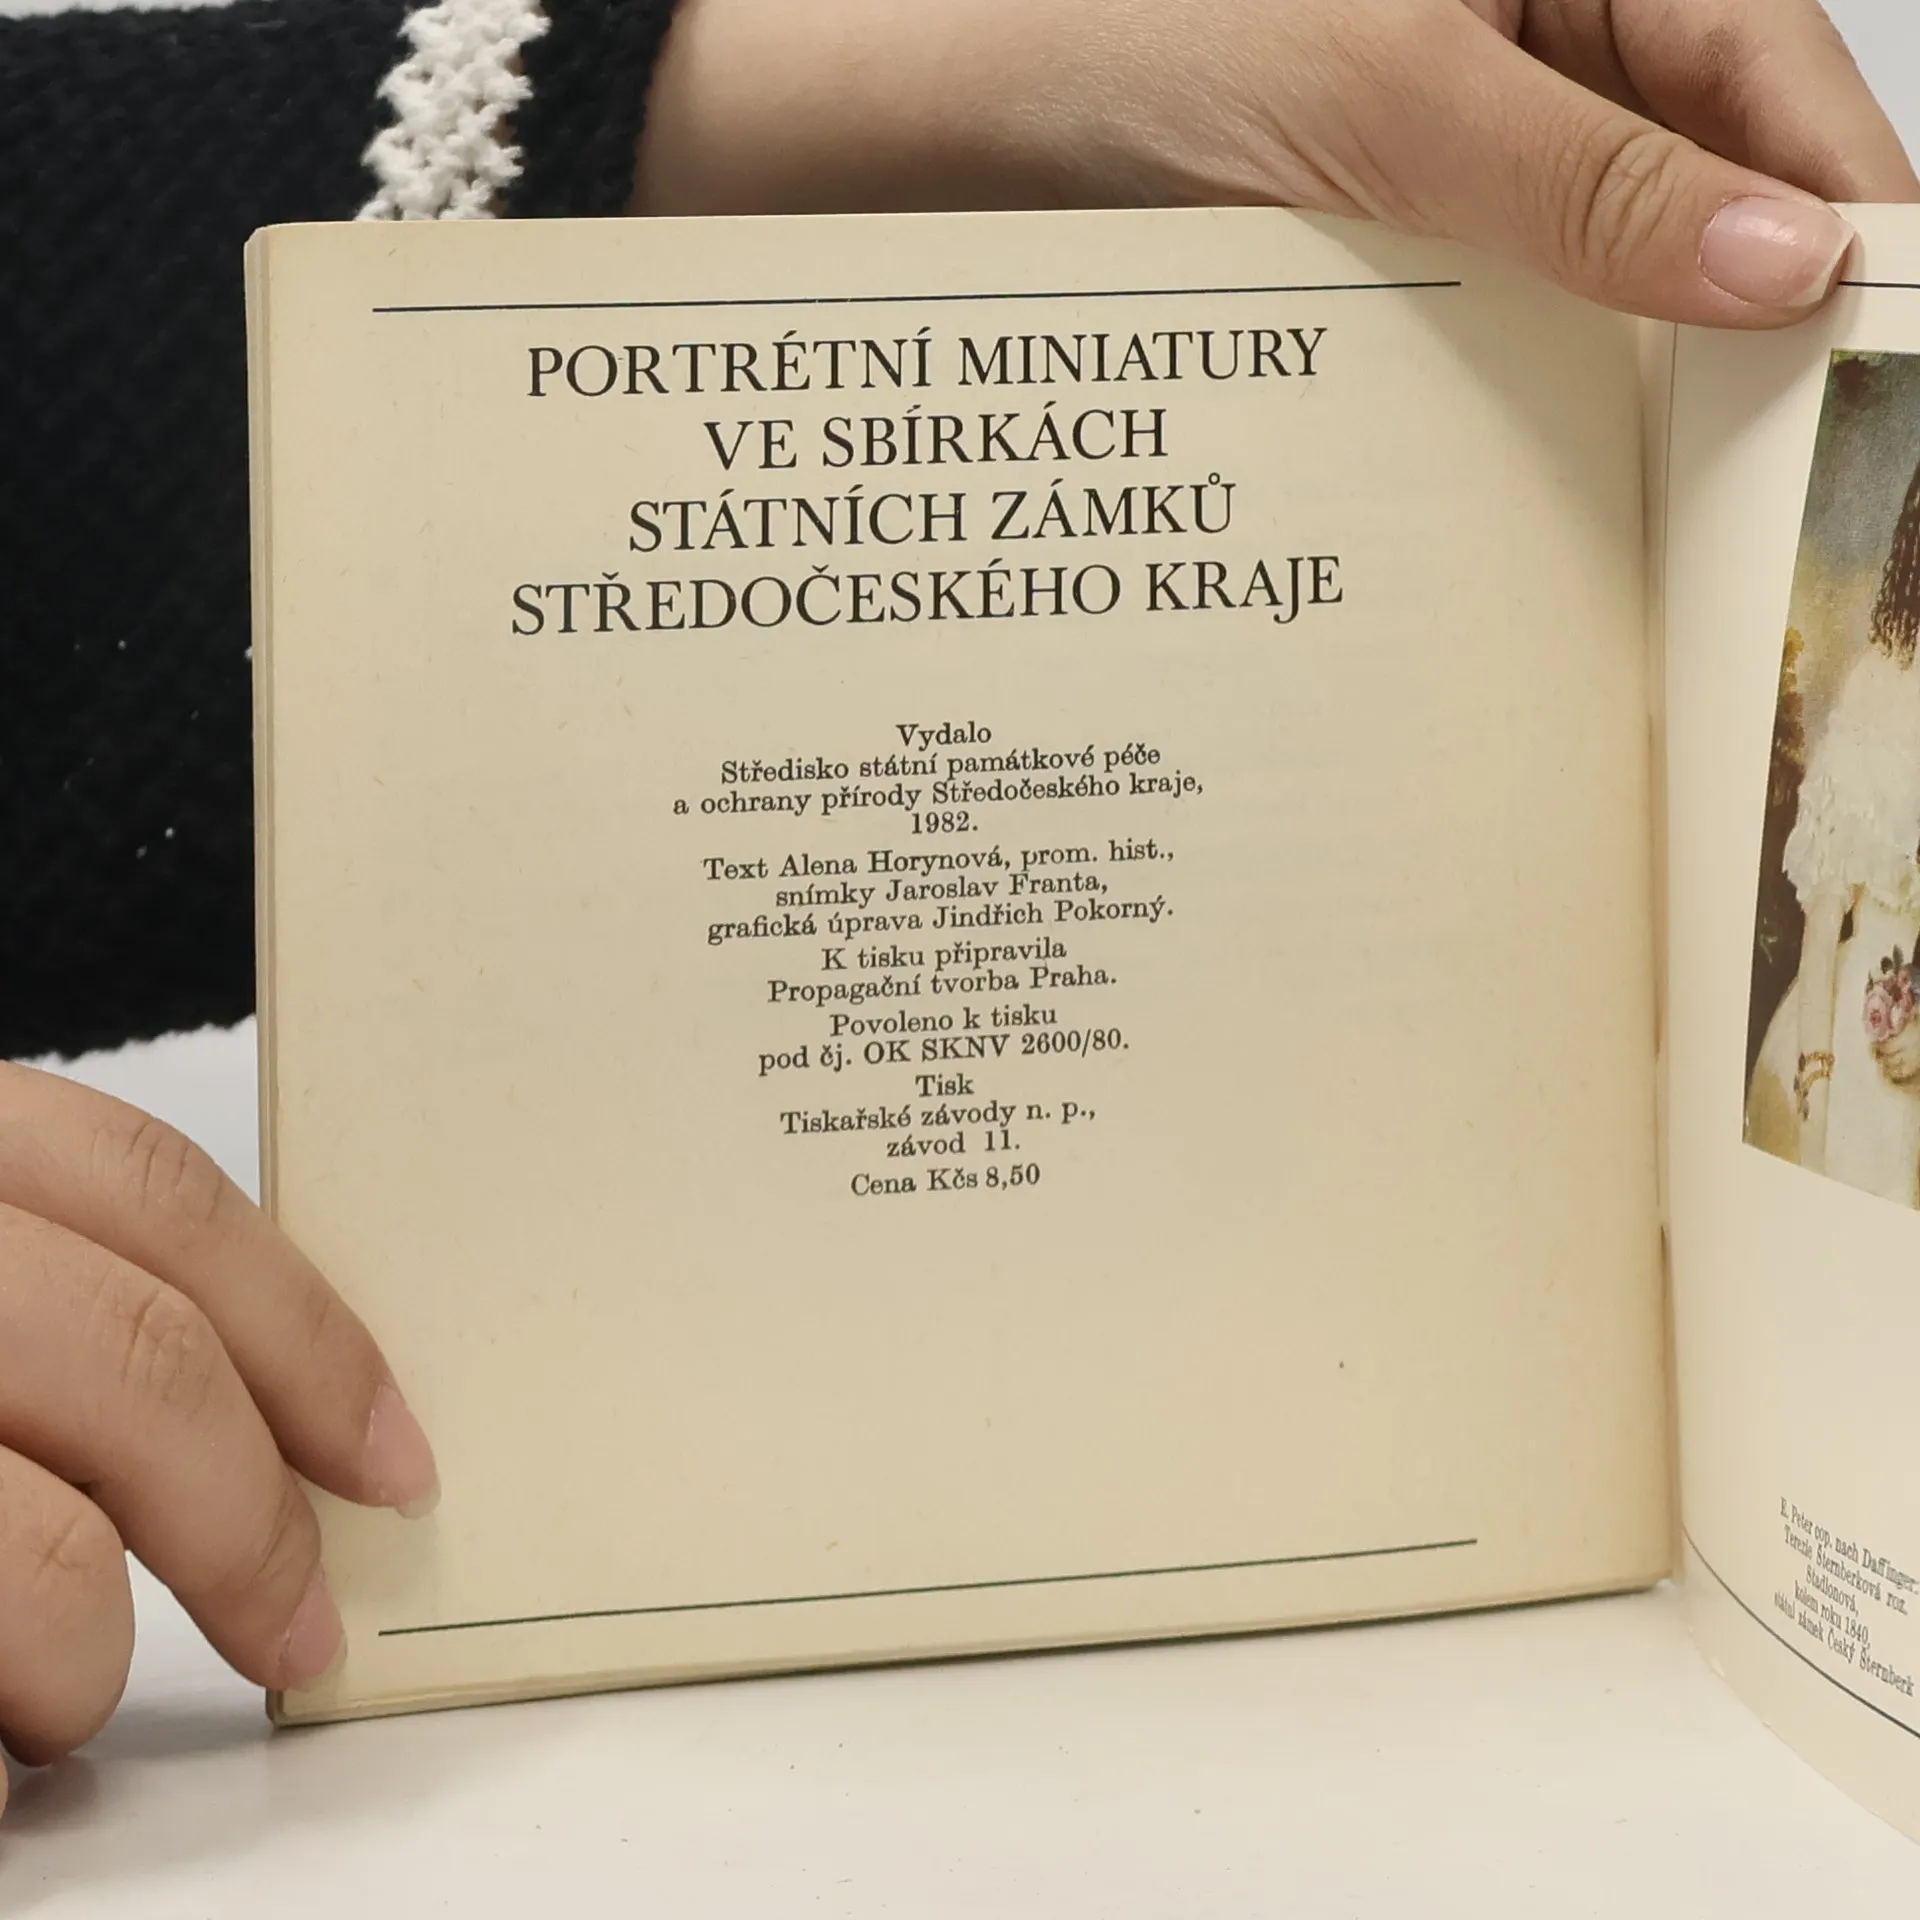 PORTRÉTNÍ MINIATURY
VE SBÍRKÁCH
STÁTNÍCH ZÁMKŮ
STŘEDOČESKÉHO KRAJE
Vydalo
Středisko státní památkové péče
a ochrany přírody Středočeského kraje,
1982.
Text Alena Horynová, prom. hist.,
snímky Jaroslav Franta,
grafická úprava Jindřich Pokorný.
K tisku připravila
Propagační tvorba Praha.
Povoleno k tisku
pod čj. OK SKNV 2600/80.
Tisk
Tiskařské závody n. p.,
závod 11.
Cena Kčs 8,50
E. Peter cop. nach Daffinger
Terezie Šternberková roz.
Stadionová,
kolem roku 1840,
státní zámek Český Šternberk